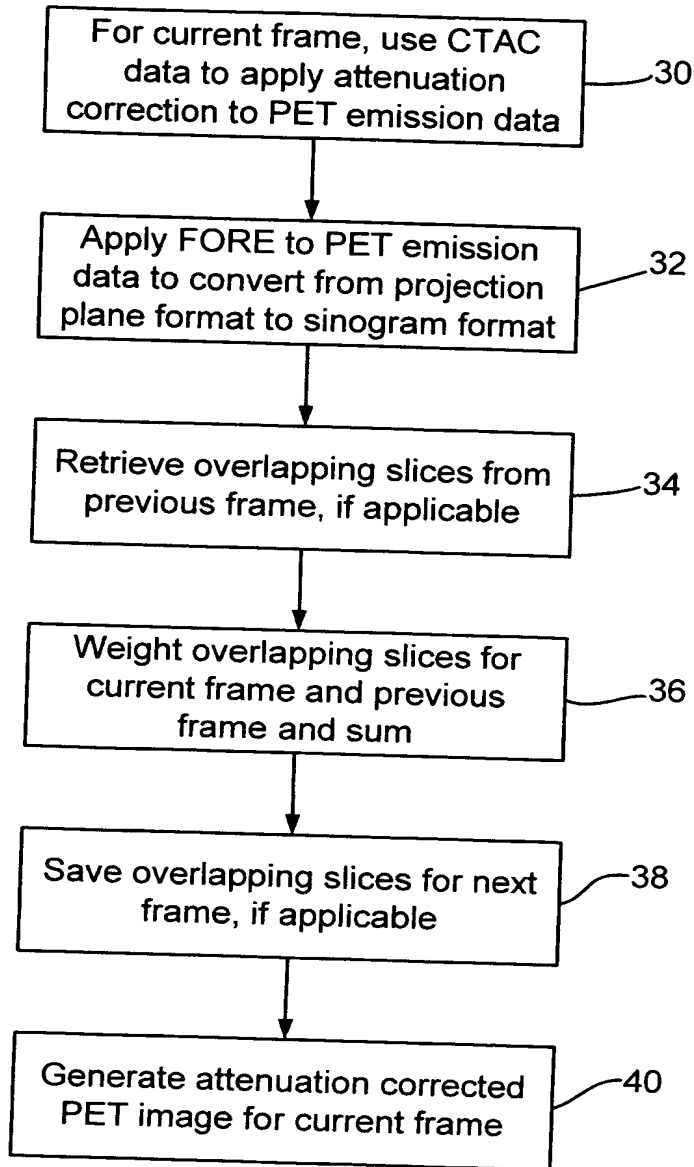 For current frame, use CTAC
data to apply attenuation
correction to PET emission data
30
Apply FORE to PET emission
data to convert from projection
plane format to sinogram format
32
Retrieve overlapping slices from
previous frame, if applicable
34
Weight overlapping slices for
current frame and previous
frame and sum
36
Save overlapping slices for next
frame, if applicable
38
Generate attenuation corrected
PET image for current frame
40